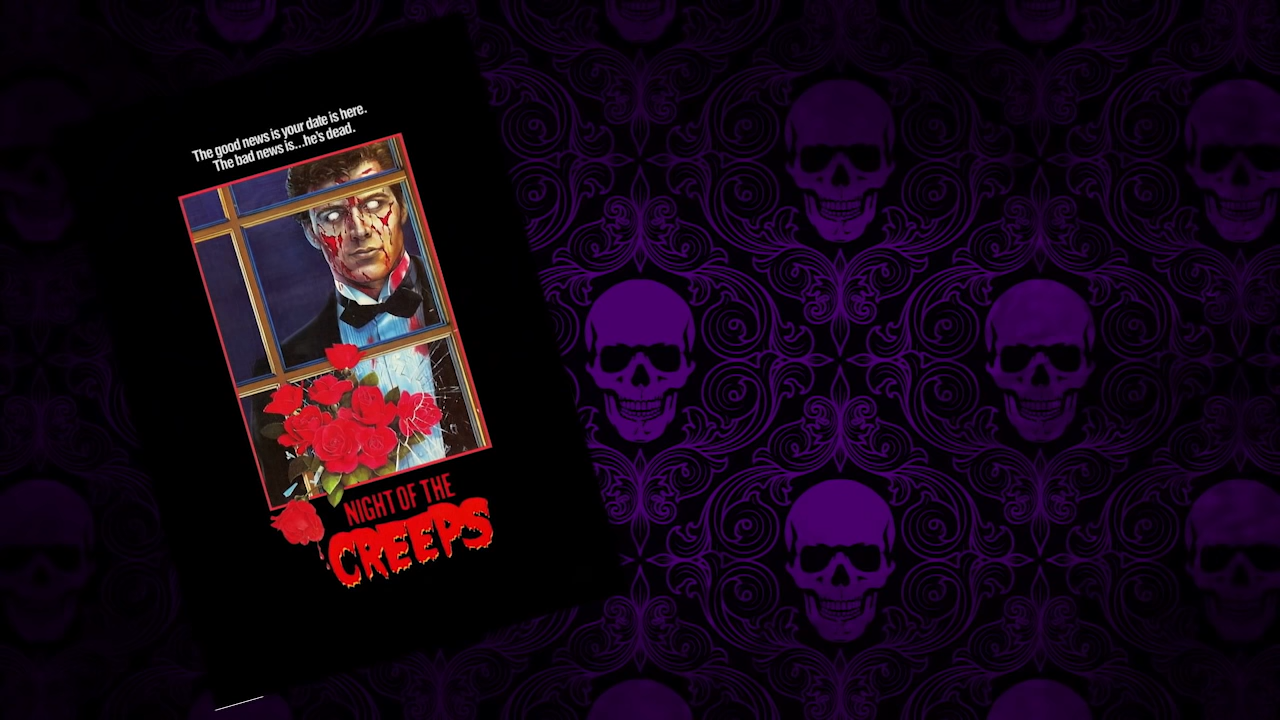 The good news is your date is here.
The bad news is...he's dead.
NIGHT OF THE
CREEPS